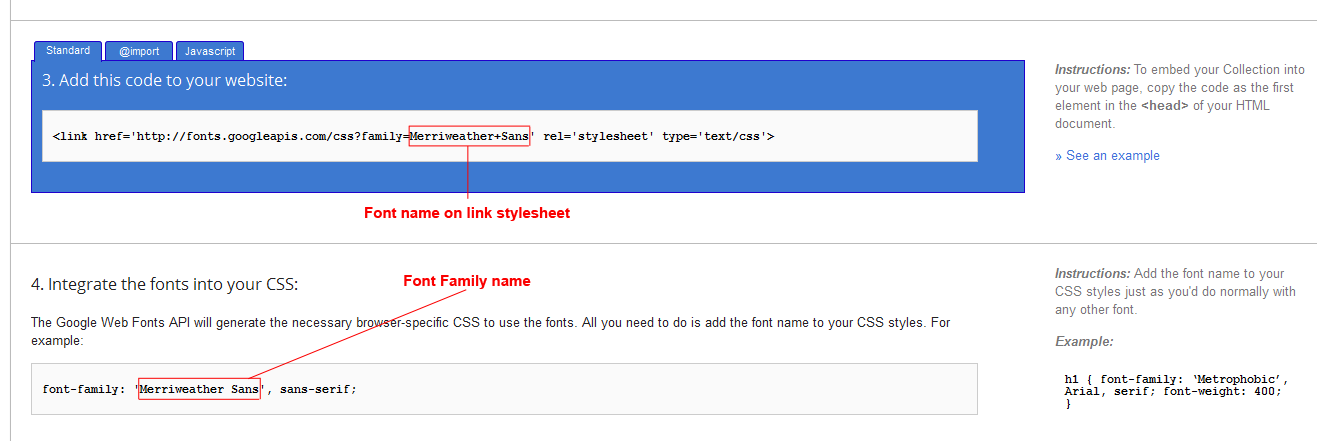 Standard
@import
Javascript
3. Add this code to your website:
<link href='http://fonts.googleapis.com/css?family=Merriweather+Sans' rel='stylesheet' type='text/css'>
Font name on link stylesheet
Instructions: To embed your Collection into
your web page, copy the code as the first
element in the <head> of your HTML
document.
» See an example
4. Integrate the fonts into your CSS:
Font Family name
The Google Web Fonts API will generate the necessary browser-specific CSS to use the fonts. All you need to do is add the font name to your CSS styles. For
example:
font-family: 'Merriweather Sans', sans-serif;
Instructions: Add the font name to your
CSS styles just as you'd do normally with
any other font.
Example:
h1 { font-family: ‘Metrophobic’,
Arial, serif; font-weight: 400;
}